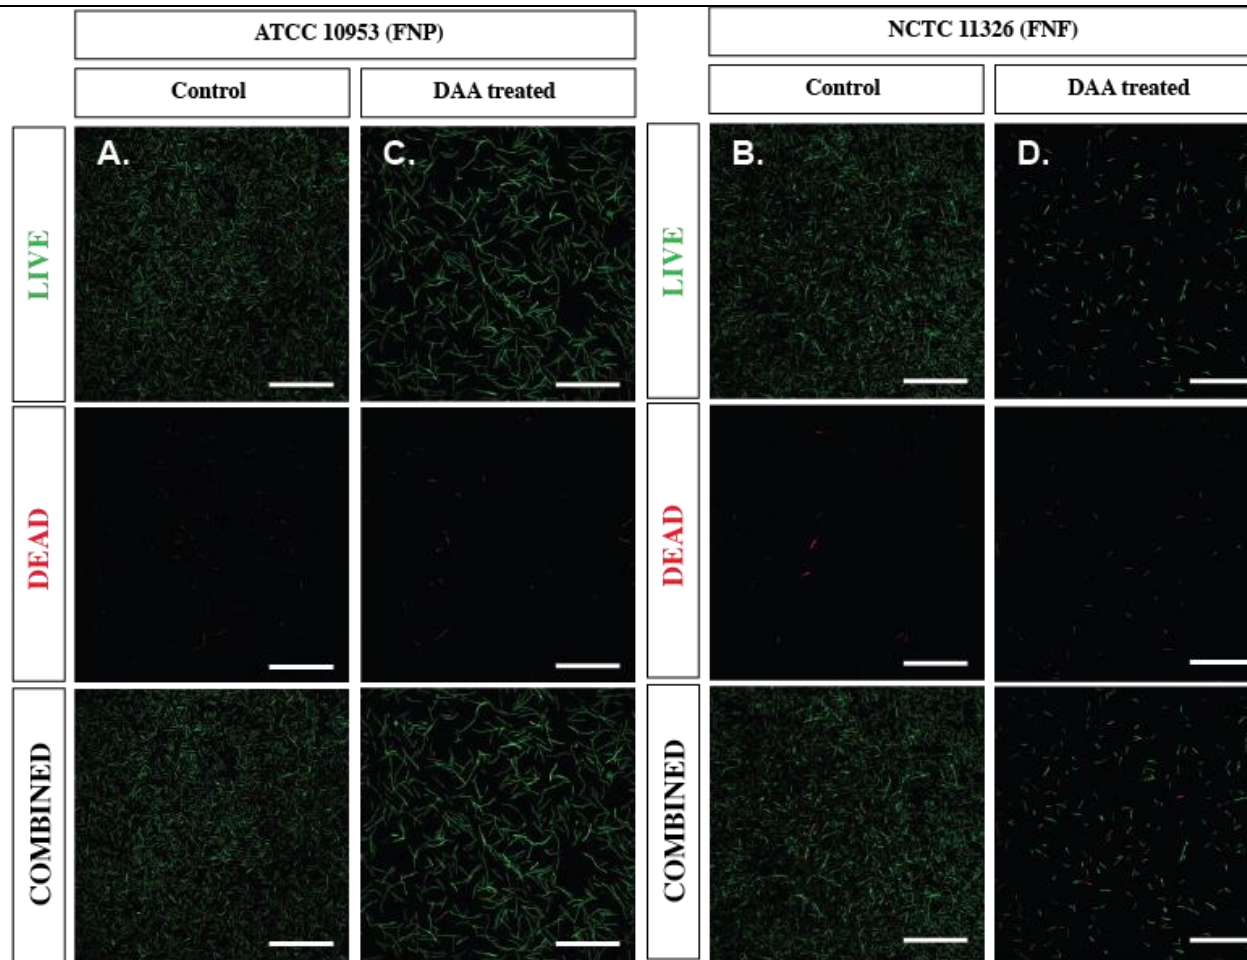 ATCC 10953 (FNP)
NCTC 11326 (FNF)
Control
DAA treated
Control
DAA treated
LIVE
A.
C.
LIVE
B.
D.
DEAD
DEAD
COMBINED
COMBINED